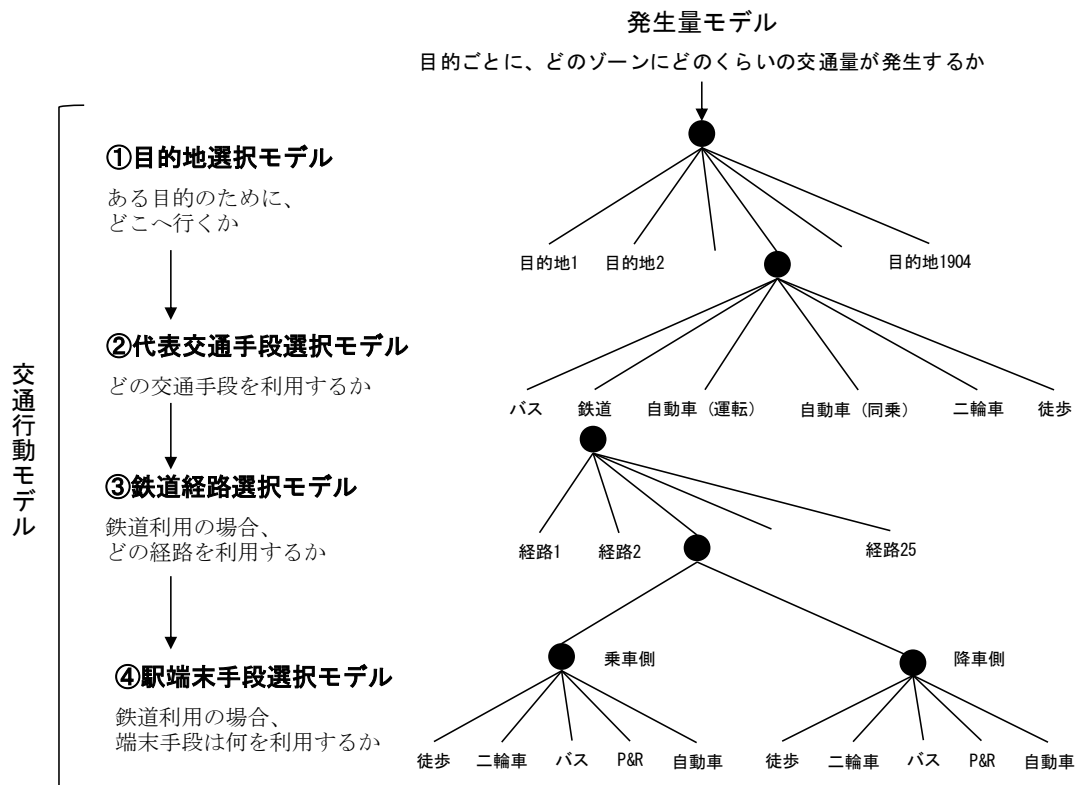 発生量モデル
目的ごとに、どのゾーンにどのくらいの交通量が発生するか
交通行動モデル
①目的地選択モデル
ある目的のために、
どこへ行くか
目的地1 目的地2 目的地1904
②代表交通手段選択モデル
どの交通手段を利用するか
バス 鉄道 自動車（運転） 自動車（同乗） 二輪車 徒歩
③鉄道経路選択モデル
鉄道利用の場合、
どの経路を利用するか
経路1 経路2 経路25
④駅端末手段選択モデル
鉄道利用の場合、
端末手段は何を利用するか
乗車側 降車側
徒歩 二輪車 バス P&R 自動車 徒歩 二輪車 バス P&R 自動車